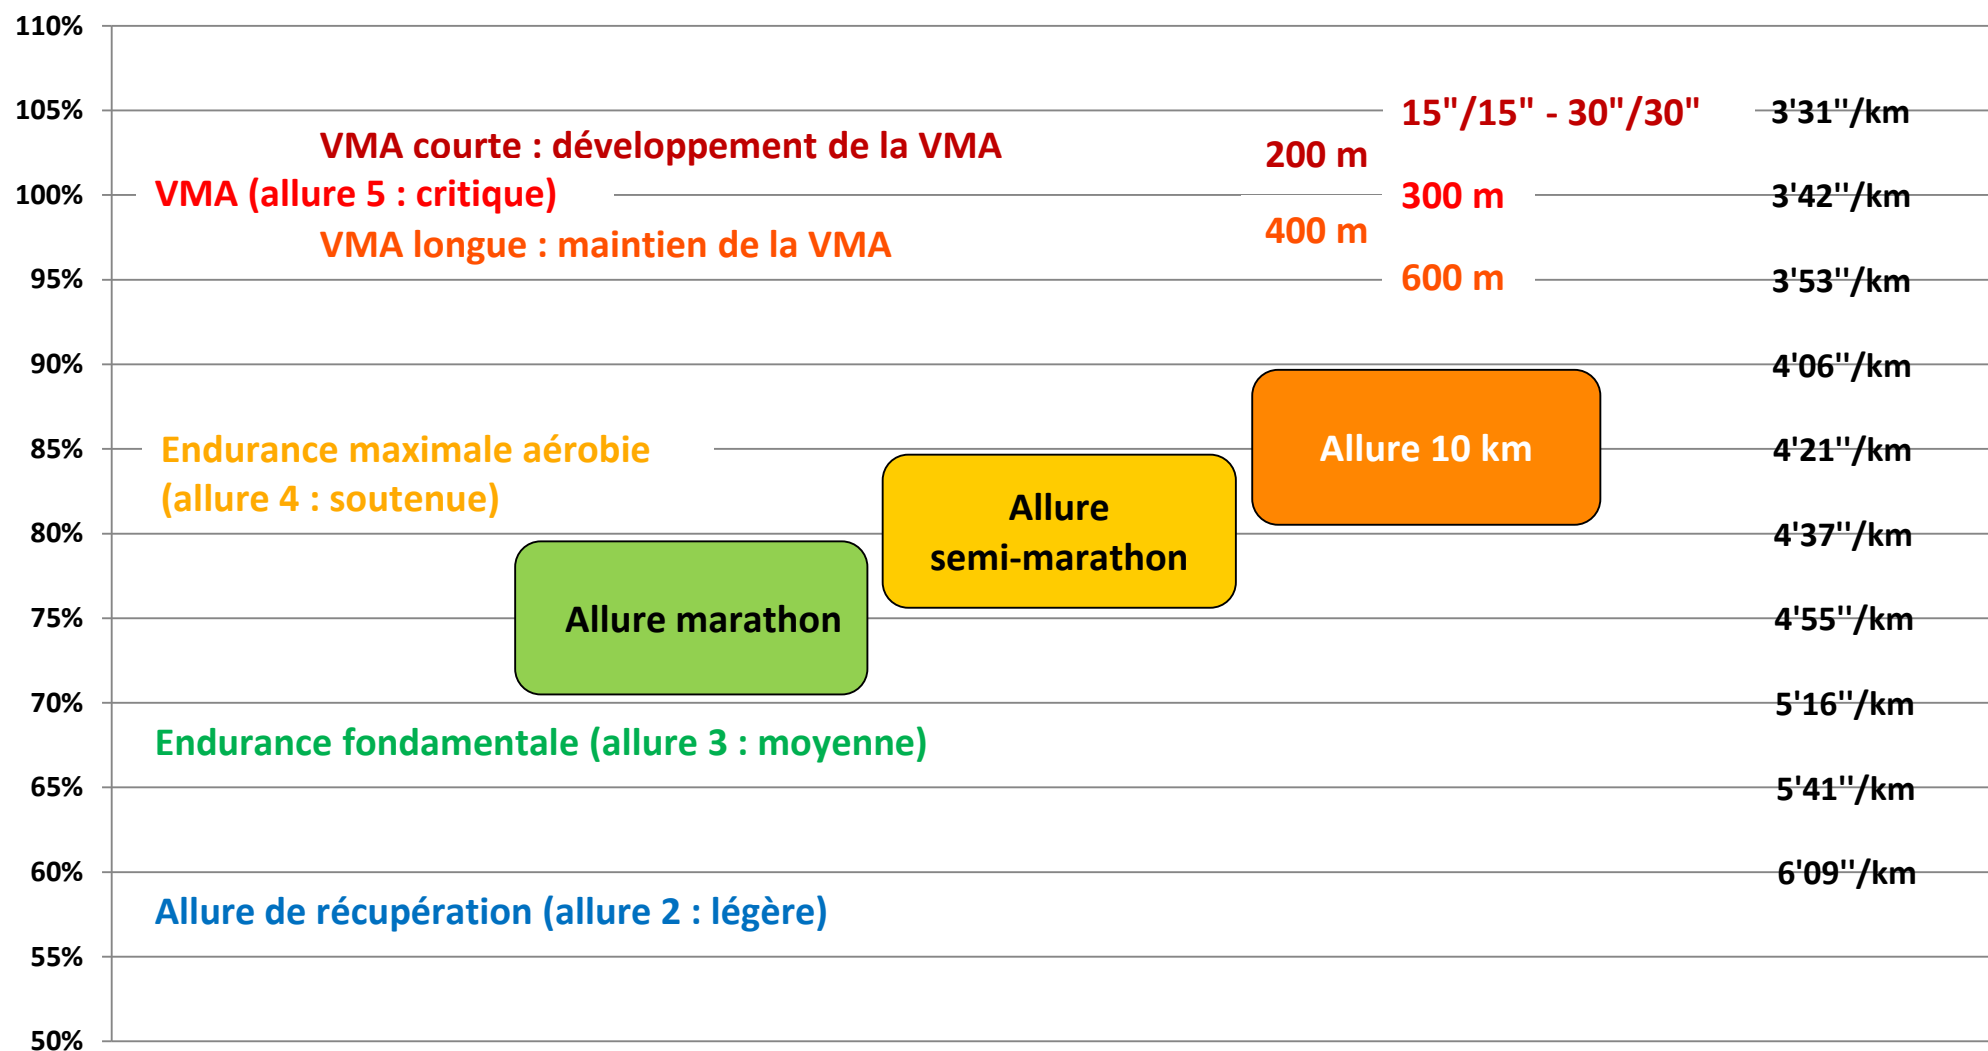 110%
105%
15"/15" - 30"/30"
3'31''/km
VMA courte : développement de la VMA
200 m
100%
VMA (allure 5 : critique)
300 m
3'42''/km
VMA longue : maintien de la VMA
400 m
95%
600 m
3'53''/km
90%
4'06''/km
85%
Endurance maximale aérobie
(allure 4 : soutenue)
Allure 10 km
4'21''/km
Allure
semi-marathon
80%
4'37''/km
75%
Allure marathon
4'55''/km
70%
5'16''/km
Endurance fondamentale (allure 3 : moyenne)
65%
5'41''/km
60%
6'09''/km
Allure de récupération (allure 2 : légère)
55%
50%